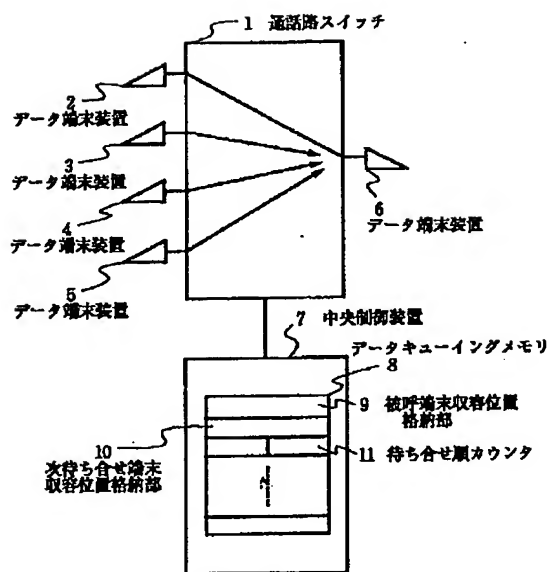 1 通話路スイッチ
2
データ端末装置
3
データ端末装置
4
データ端末装置
5
データ端末装置
6
データ端末装置
7 中央制御装置
データキューイングメモリ
8
9 被呼端末収容位置
格納部
10
次待ち合せ端末
収容位置格納部
11 待ち合せ順カウンタ